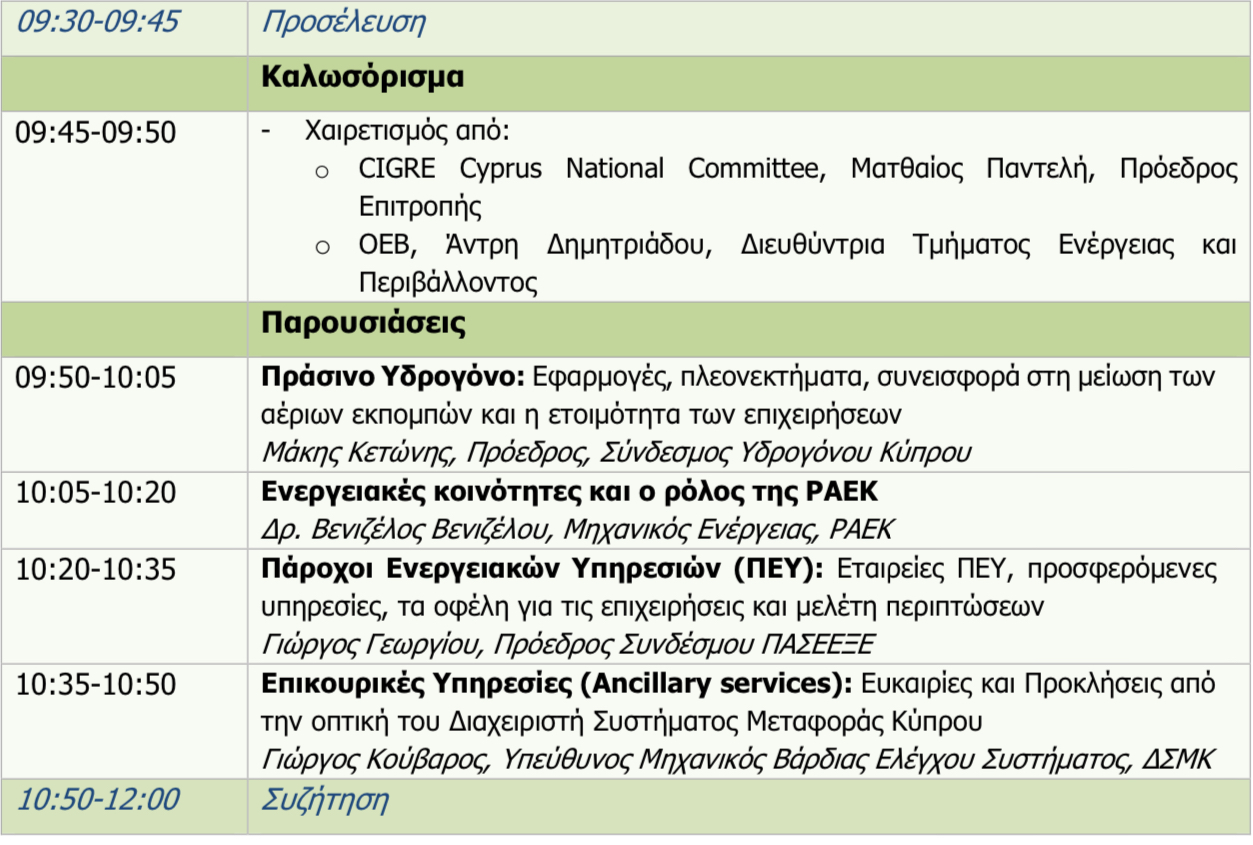 09:30-09:45 Προσέλευση
Καλωσόρισμα
09:45-09:50 - Χαιρετισμός από:
o CIGRE Cyprus National Committee, Ματθαίος Παντελή, Πρόεδρος
Επιτροπής
o ΟΕΒ, Άντρη Δημητριάδου, Διευθύντρια Τμήματος Ενέργειας και
Περιβάλλοντος
Παρουσιάσεις
09:50-10:05 Πράσινο Υδρογόνο: Εφαρμογές, πλεονεκτήματα, συνεισφορά στη μείωση των
αέριων εκπομπών και η ετοιμότητα των επιχειρήσεων
Μάκης Κετώνης, Πρόεδρος, Σύνδεσμος Υδρογόνου Κύπρου
10:05-10:20 Ενεργειακές κοινότητες και ο ρόλος της ΡΑΕΚ
Δρ. Βενιζέλος Βενιζέλου, Μηχανικός Ενέργειας, ΡΑΕΚ
10:20-10:35 Πάροχοι Ενεργειακών Υπηρεσιών (ΠΕΥ): Εταιρείες ΠΕΥ, προσφερόμενες
υπηρεσίες, τα οφέλη για τις επιχειρήσεις και μελέτη περιπτώσεων
Γιώργος Γεωργίου, Πρόεδρος Συνδέσμου ΠΑΣΕΕΞΕ
10:35-10:50 Επικουρικές Υπηρεσίες (Ancillary services): Ευκαιρίες και Προκλήσεις από
την οπτική του Διαχειριστή Συστήματος Μεταφοράς Κύπρου
Γιώργος Κούβαρος, Υπεύθυνος Μηχανικός Βάρδιας Ελέγχου Συστήματος, ΔΣΜΚ
10:50-12:00 Συζήτηση